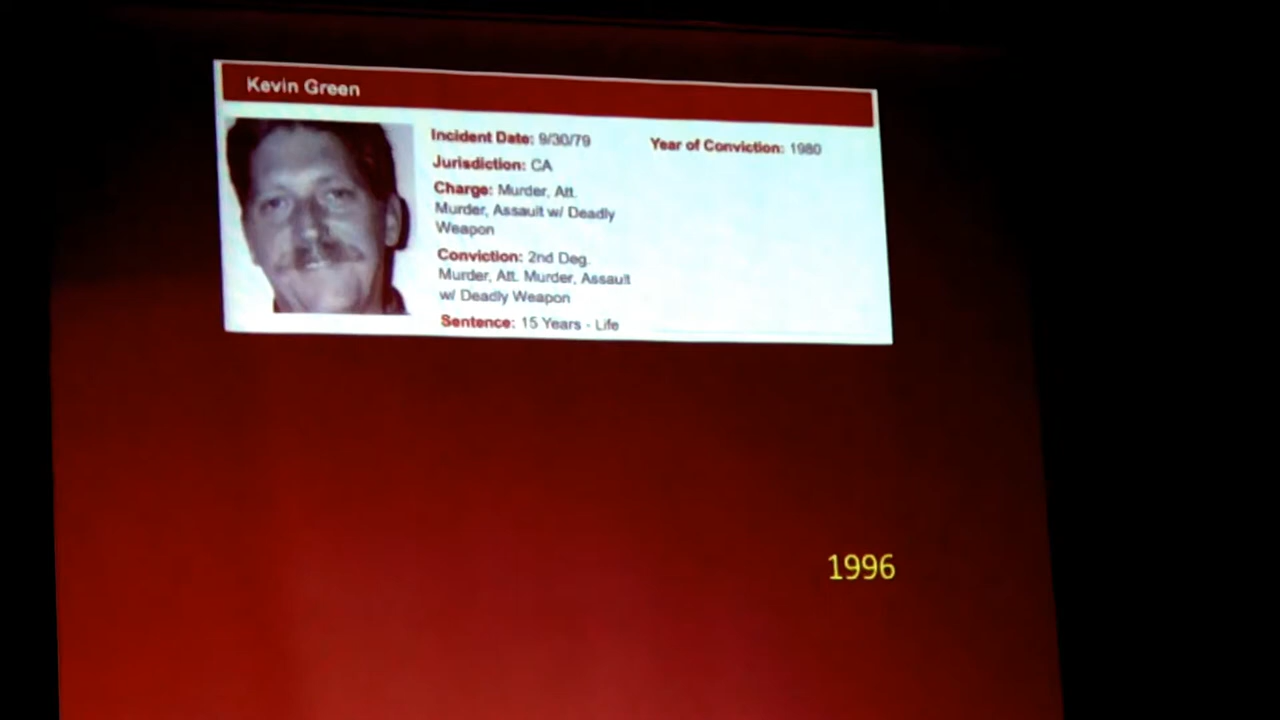 Kevin Green
Incident Date: 9/30/79
Year of Conviction: 1980
Jurisdiction: CA
Charge: Murder, Att.
Murder, Assault w/ Deadly
Weapon
Conviction: 2nd Deg.
Murder, Att. Murder, Assault
w/ Deadly Weapon
Sentence: 15 Years - Life
1996